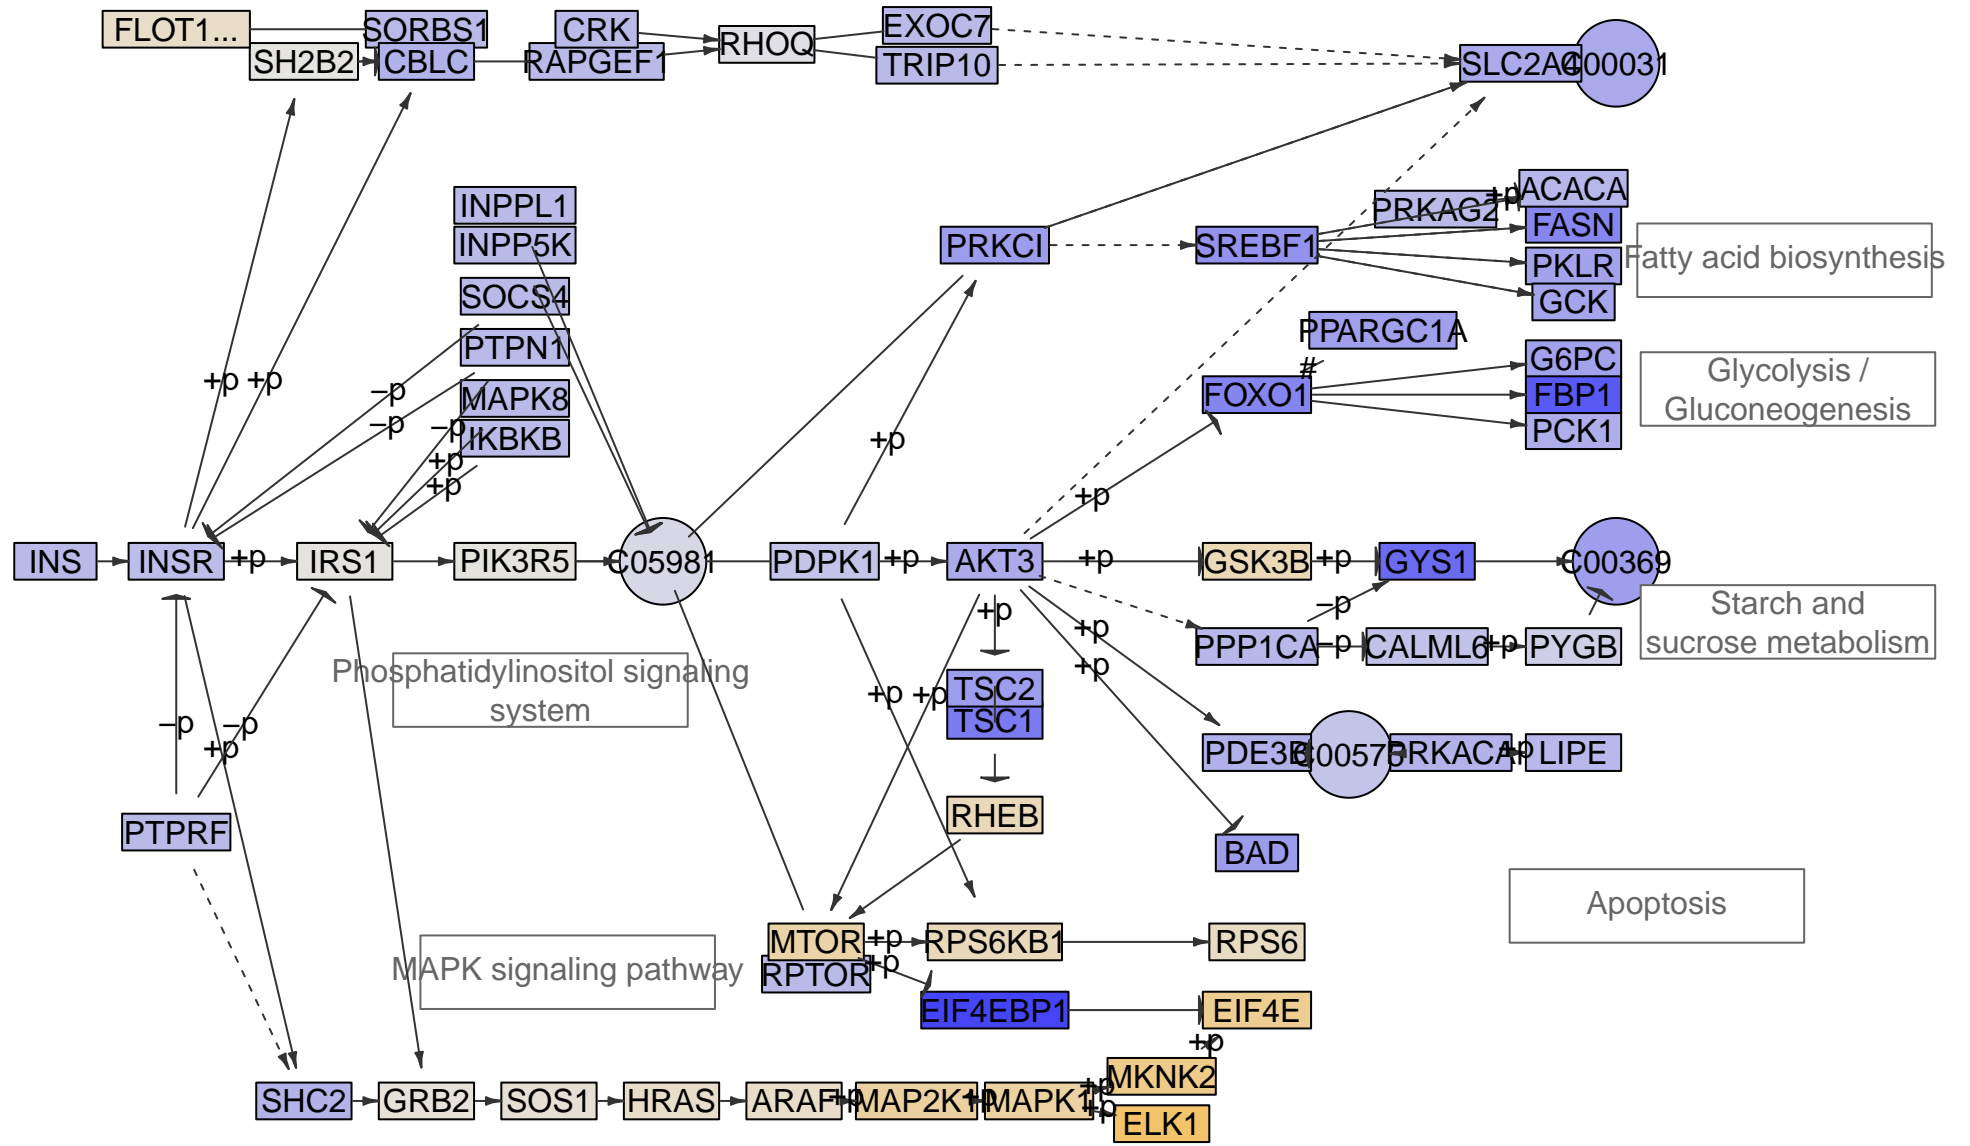 FLOT1...
SORBS1
CRK
EXOC7
SH2B2
CBLC
RAPGEF1
RHOQ
TRIP10
SLC2A4
C00031
INPPL1
INPP5K
SOCS4
PTPN1
MAPK8
IKBKB
PRKCI
SREBF1
PRKAG2
+p
ACACA
FASN
PKLR
GCK
Fatty acid biosynthesis
PPARGC1A
#
FOXO1
G6PC
FBP1
PCK1
Glycolysis /
Gluconeogenesis
+p
+p
–p
–p
–p
+p
+p
+p
+p
INS
INSR
+p
IRS1
PIK3R5
C05981
PDPK1
+p
AKT3
+p
GSK3B
+p
GYS1
C00369
+p
–p
+p
+p
PPP1CA
–p
CALML6
+p
PYGB
Starch and
sucrose metabolism
Phosphatidylinositol signaling
system
+p
+p
TSC2
TSC1
–p
+p
–p
PDE3B
C00575
PRKACA
+p
LIPE
PTPRF
RHEB
BAD
Apoptosis
MTOR
+p
RPS6KB1
RPS6
RPTOR
+p
MAPK signaling pathway
EIF4EBP1
EIF4E
+p
SHC2
GRB2
SOS1
HRAS
ARAF
+p
MAP2K1
+p
MAPK1
+p
+p
MKNK2
ELK1